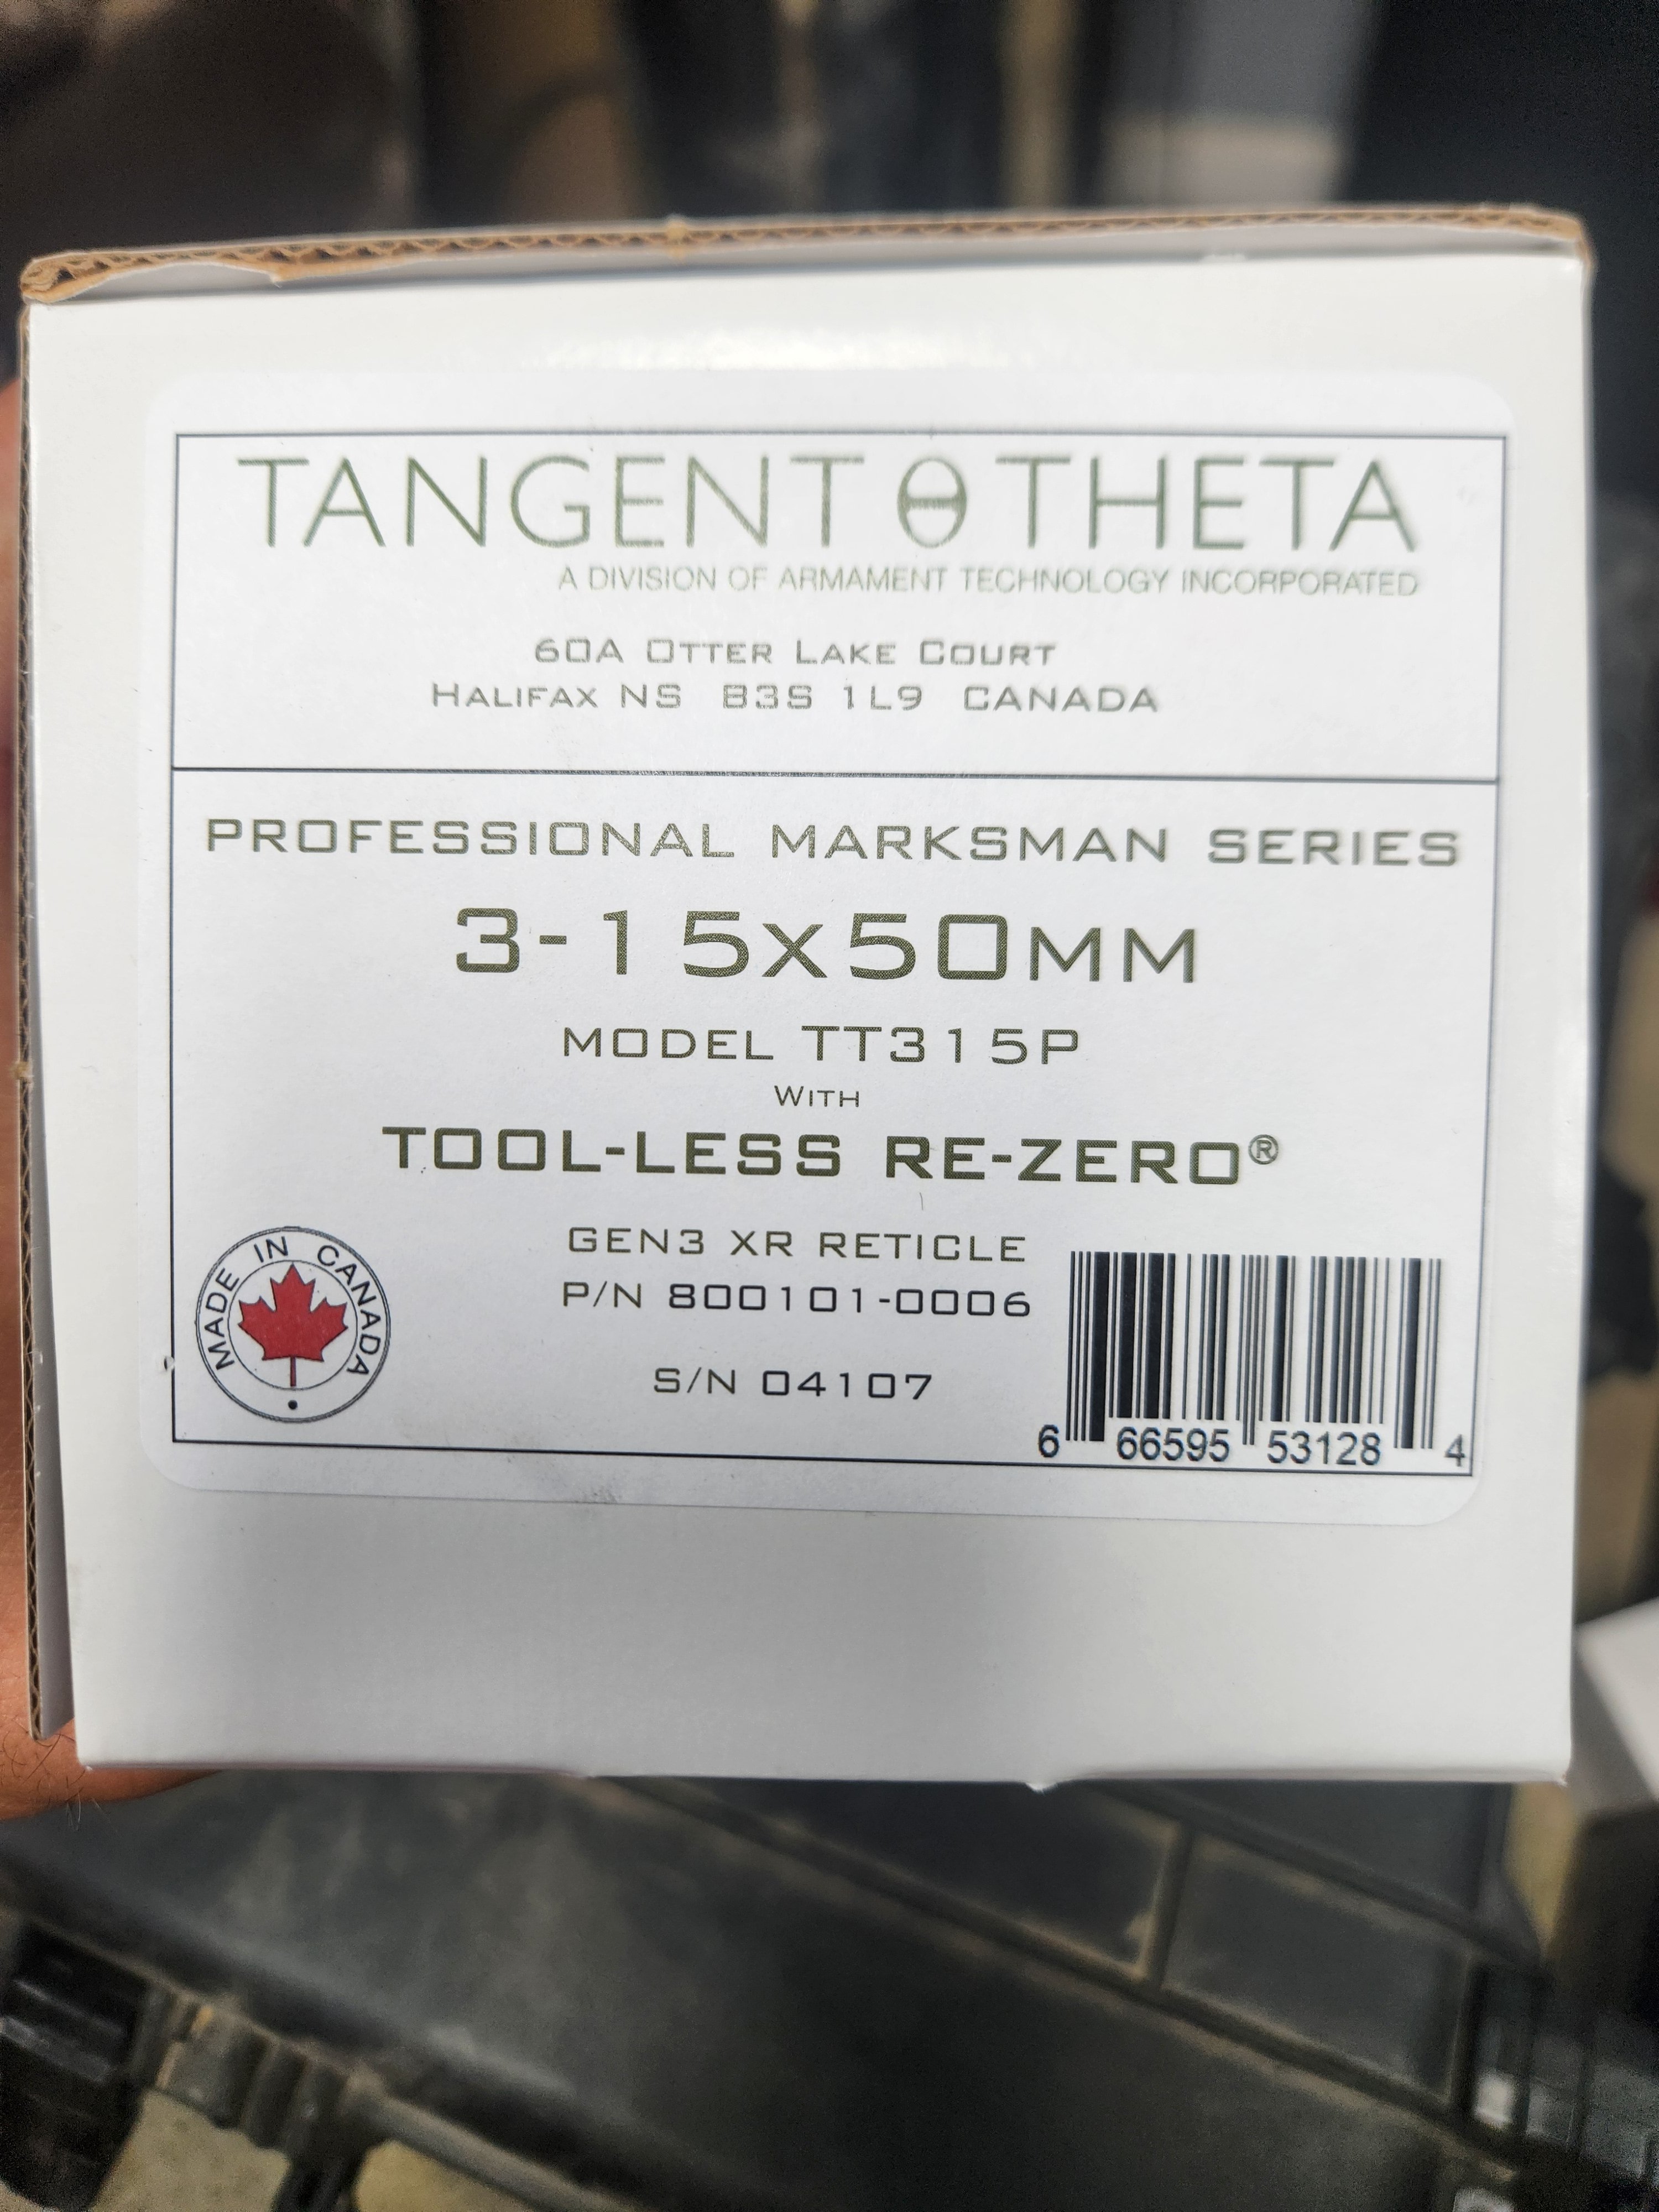 TANGENT Θ THETA
A DIVISION OF ARMAMENT TECHNOLOGY INCORPORATED
60A OTTER LAKE COURT
HALIFAX NS B3S 1L9 CANADA
PROFESSIONAL MARKSMAN SERIES
3-15x50MM
MODEL TT315P
WITH
TOOL-LESS RE-ZERO®
GEN3 XR RETICLE
P/N 800101-0006
S/N 04107
MADE IN CANADA
6 66595 53128 4